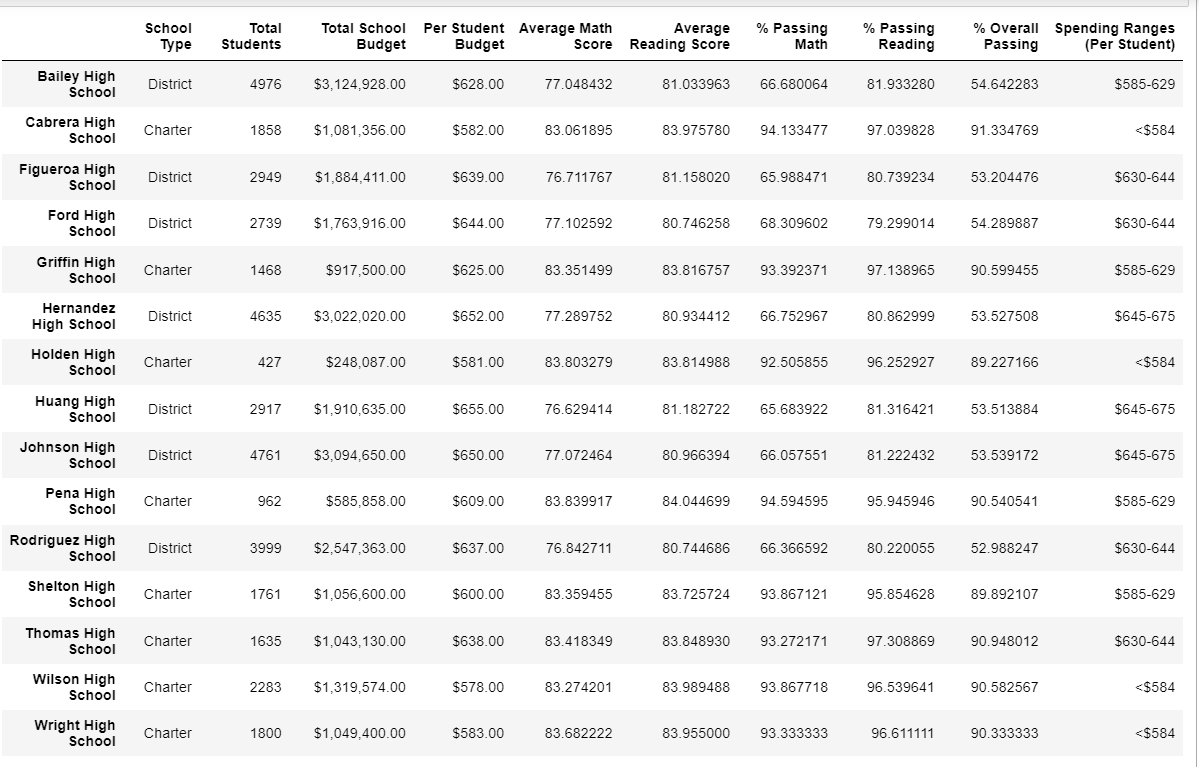 School Type Total Students Total School Budget Per Student Budget Average Math Score Average Reading Score % Passing Math % Passing Reading % Overall Passing Spending Ranges (Per Student)
Bailey High School District 4976 $3,124,928.00 $628.00 77.048432 81.033963 66.680064 81.933280 54.642283 $585-629
Cabrera High School Charter 1858 $1,081,356.00 $582.00 83.061895 83.975780 94.133477 97.039828 91.334769 <$584
Figueroa High School District 2949 $1,884,411.00 $639.00 76.711767 81.158020 65.988471 80.739234 53.204476 $630-644
Ford High School District 2739 $1,763,916.00 $644.00 77.102592 80.746258 68.309602 79.299014 54.289887 $630-644
Griffin High School Charter 1468 $917,500.00 $625.00 83.351499 83.816757 93.392371 97.138965 90.599455 $585-629
Hernandez High School District 4635 $3,022,020.00 $652.00 77.289752 80.934412 66.752967 80.862999 53.527508 $645-675
Holden High School Charter 427 $248,087.00 $581.00 83.803279 83.814988 92.505855 96.252927 89.227166 <$584
Huang High School District 2917 $1,910,635.00 $655.00 76.629414 81.182722 65.683922 81.316421 53.513884 $645-675
Johnson High School District 4761 $3,094,650.00 $650.00 77.072464 80.966394 66.057551 81.222432 53.539172 $645-675
Pena High School Charter 962 $585,858.00 $609.00 83.839917 84.044699 94.594595 95.945946 90.540541 $585-629
Rodriguez High School District 3999 $2,547,363.00 $637.00 76.842711 80.744686 66.366592 80.220055 52.988247 $630-644
Shelton High School Charter 1761 $1,056,600.00 $600.00 83.359455 83.725724 93.867121 95.854628 89.892107 $585-629
Thomas High School Charter 1635 $1,043,130.00 $638.00 83.418349 83.848930 93.272171 97.308869 90.948012 $630-644
Wilson High School Charter 2283 $1,319,574.00 $578.00 83.274201 83.989488 93.867718 96.539641 90.582567 <$584
Wright High School Charter 1800 $1,049,400.00 $583.00 83.682222 83.955000 93.333333 96.611111 90.333333 <$584